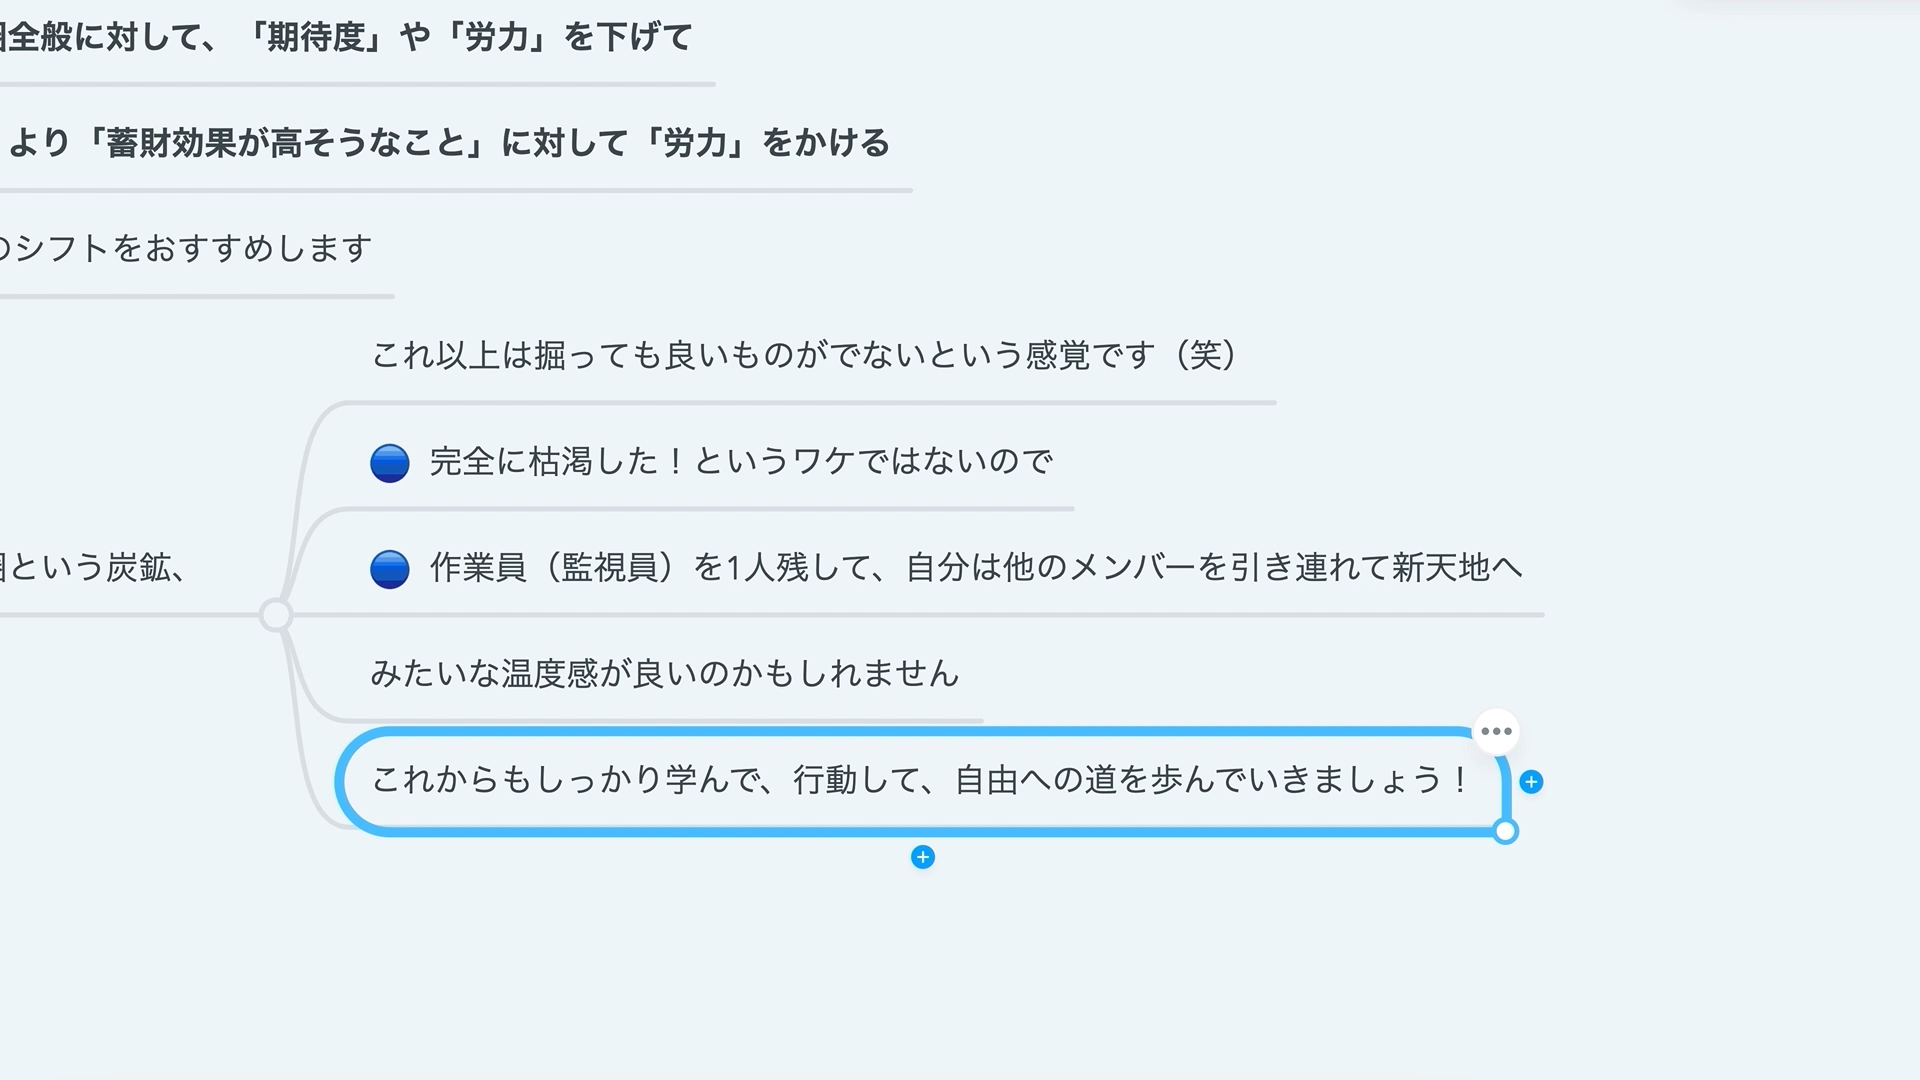 全般に対して、「期待度」や「労力」を下げて
より「蓄財効果が高そうなこと」に対して「労力」をかける
のシフトをおすすめします
これ以上は掘っても良いものがでないという感覚です（笑）
完全に枯渇した！というワケではないので
という炭鉱、
作業員（監視員）を1人残して、自分は他のメンバーを引き連れて新天地へ
みたいな温度感が良いのかもしれません
これからもしっかり学んで、行動して、自由への道を歩んでいきましょう！